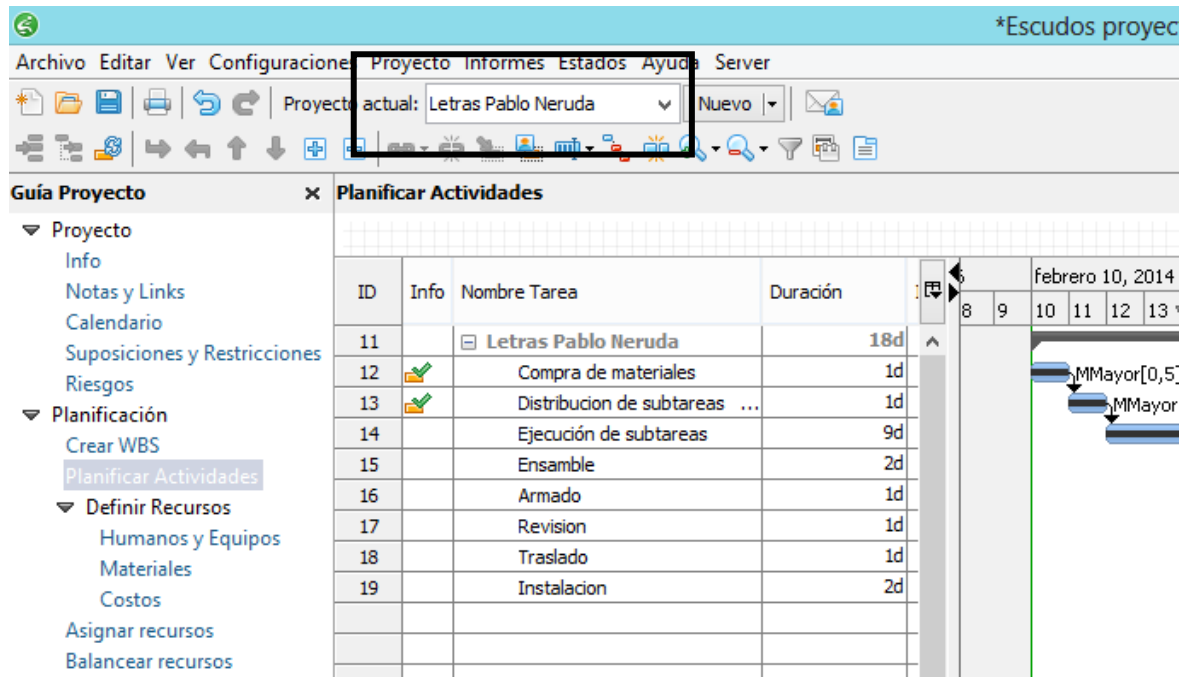 *Escudos proyec
Archivo Editar Ver Configuraciones Proyecto Informes Estados Ayuda Server
Proyecto actual: Letras Pablo Neruda Nuevo
Guía Proyecto
Planificar Actividades
Proyecto
Info
Notas y Links
Calendario
Suposiciones y Restricciones
Riesgos
Planificación
Crear WBS
Planificar Actividades
Definir Recursos
Humanos y Equipos
Materiales
Costos
Asignar recursos
Balancear recursos
ID Info Nombre Tarea Duración
11 Letras Pablo Neruda 18d
12 Compra de materiales 1d
13 Distribucion de subtareas ... 1d
14 Ejecución de subtareas 9d
15 Ensamble 2d
16 Armado 1d
17 Revision 1d
18 Traslado 1d
19 Instalacion 2d
febrero 10, 2014
8 9 10 11 12 13
MMayor[0,5]
MMayor